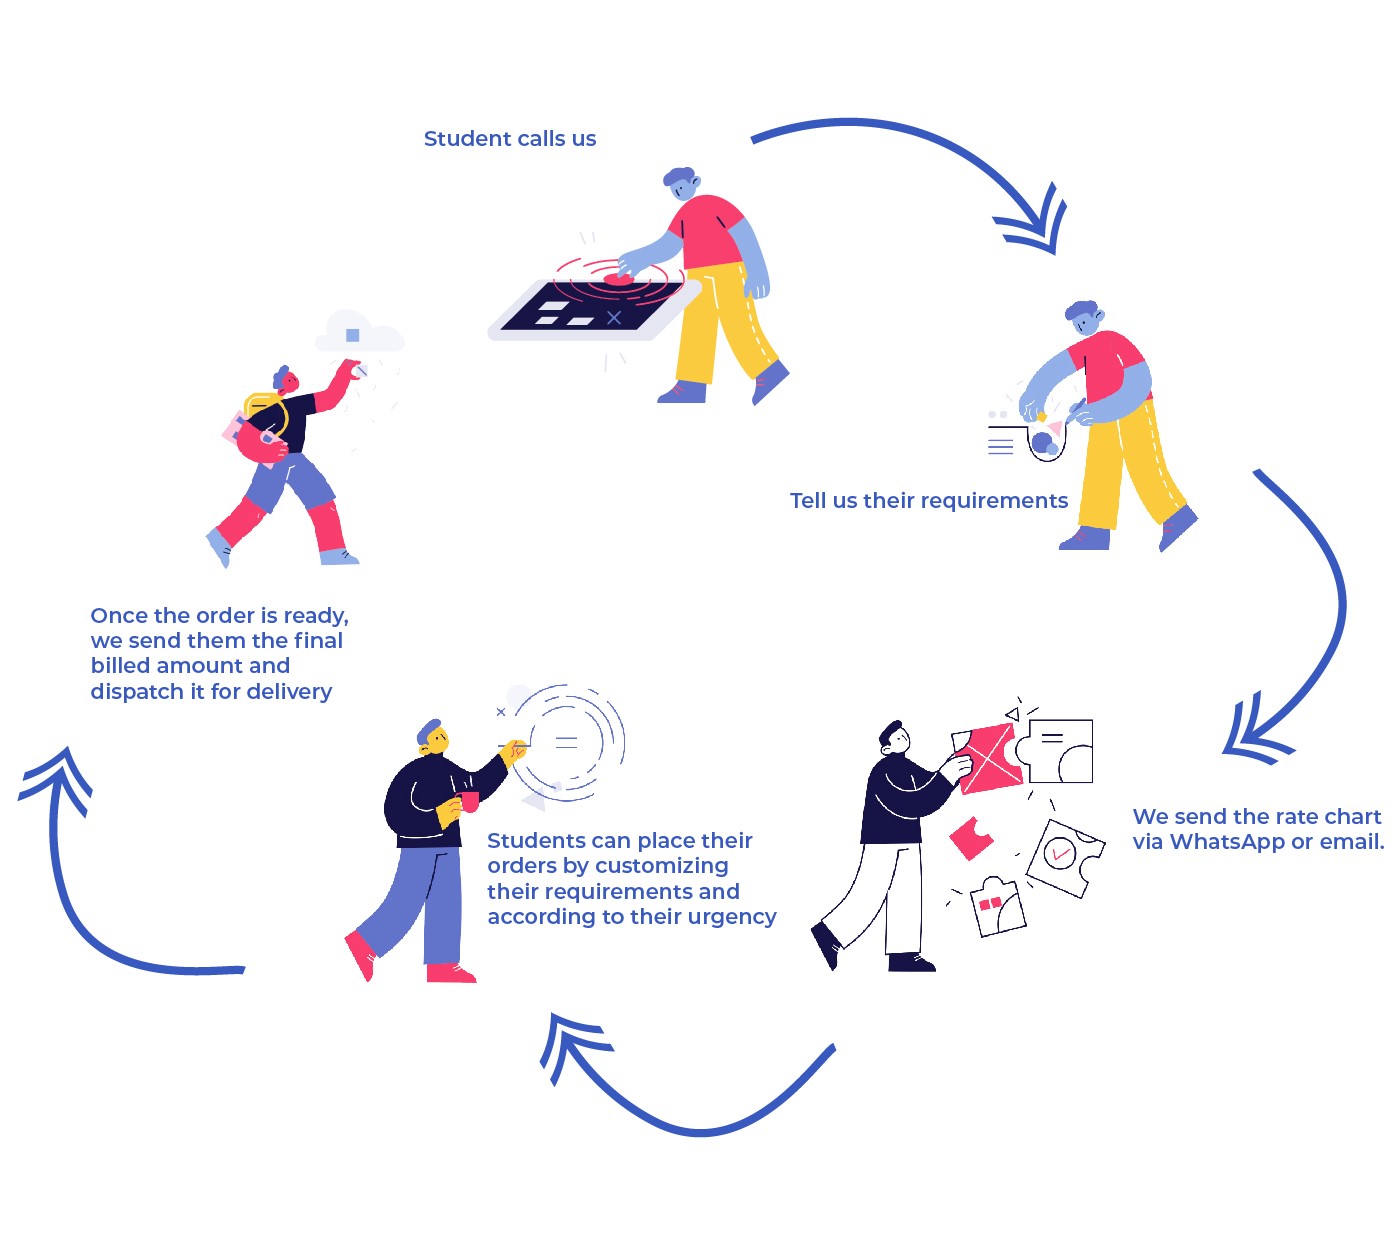 Student calls us
Tell us their requirements
We send the rate chart
via WhatsApp or email.
Students can place their
orders by customizing
their requirements and
according to their urgency
Once the order is ready,
we send them the final
billed amount and
dispatch it for delivery